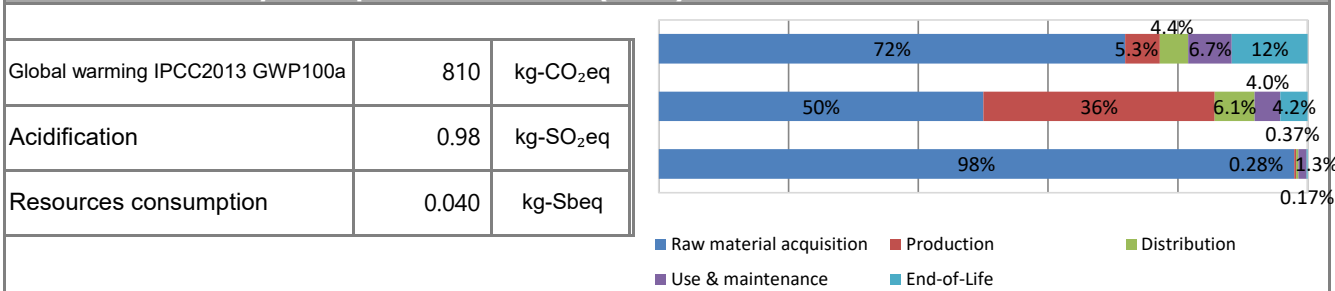 4.4%
72% 5.3% 6.7% 12%
Global warming IPCC2013 GWP100a 810 kg-CO₂eq
4.0%
50% 36% 6.1% 4.2%
Acidification 0.98 kg-SO₂eq
0.37%
98% 0.28% 1.3%
Resources consumption 0.040 kg-Sbeq
0.17%
Raw material acquisition Production Distribution
Use & maintenance End-of-Life